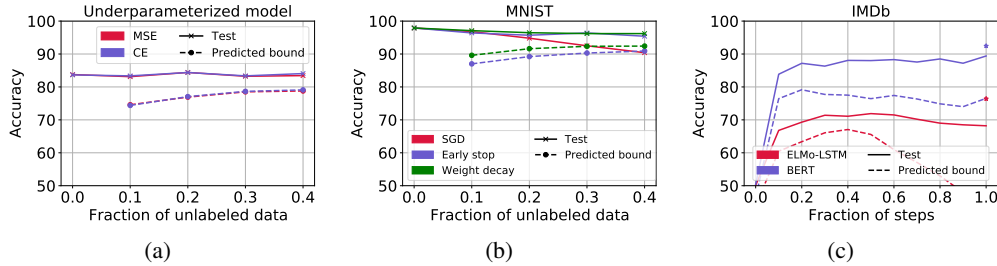 Underparameterized model
Accuracy
100
90
80
70
60
50
MSE
CE
Test
Predicted bound
0.0 0.1 0.2 0.3 0.4
Fraction of unlabeled data
(a)
MNIST
Accuracy
100
90
80
70
60
50
SGD
Early stop
Weight decay
Test
Predicted bound
0.0 0.1 0.2 0.3 0.4
Fraction of unlabeled data
(b)
IMDb
Accuracy
100
90
80
70
60
50
ELMo-LSTM
BERT
Test
Predicted bound
0.0 0.2 0.4 0.6 0.8 1.0
Fraction of steps
(c)